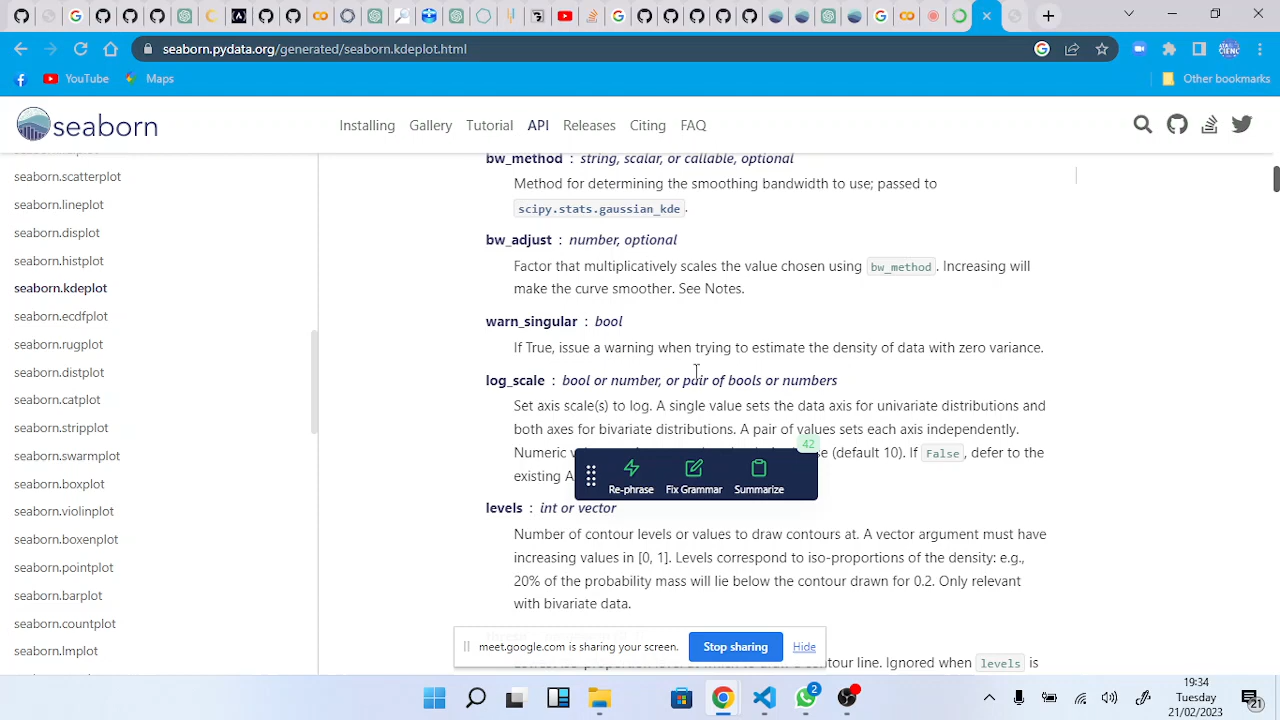 seaborn.pydata.org/generated/seaborn.kdeplot.html
YouTube
Maps
Other bookmarks
seaborn
Installing
Gallery
Tutorial
API
Releases
Citing
FAQ
seaborn.scatterplot
seaborn.lineplot
seaborn.displot
seaborn.histplot
seaborn.kdeplot
seaborn.ecdfplot
seaborn.rugplot
seaborn.distplot
seaborn.catplot
seaborn.stripplot
seaborn.swarmplot
seaborn.boxplot
seaborn.violinplot
seaborn.boxenplot
seaborn.pointplot
seaborn.barplot
seaborn.countplot
seaborn.lmplot
bw_method : string, scalar, or callable, optional
Method for determining the smoothing bandwidth to use; passed to
scipy.stats.gaussian_kde.
bw_adjust : number, optional
Factor that multiplicatively scales the value chosen using bw_method. Increasing will
make the curve smoother. See Notes.
warn_singular : bool
If True, issue a warning when trying to estimate the density of data with zero variance.
log_scale : bool or number, or pair of bools or numbers
Set axis scale(s) to log. A single value sets the data axis for univariate distributions and
both axes for bivariate distributions. A pair of values sets each axis independently.
Numeric (default 10). If False, defer to the
existing
42
Re-phrase
Fix Grammar
Summarize
levels : int or vector
Number of contour levels or values to draw contours at. A vector argument must have
increasing values in [0, 1]. Levels correspond to iso-proportions of the density: e.g.,
20% of the probability mass will lie below the contour drawn for 0.2. Only relevant
with bivariate data.
meet.google.com is sharing your screen.
Stop sharing
Hide
contour line. Ignored when levels is
2
19:34
Tuesday
21/02/2023
21